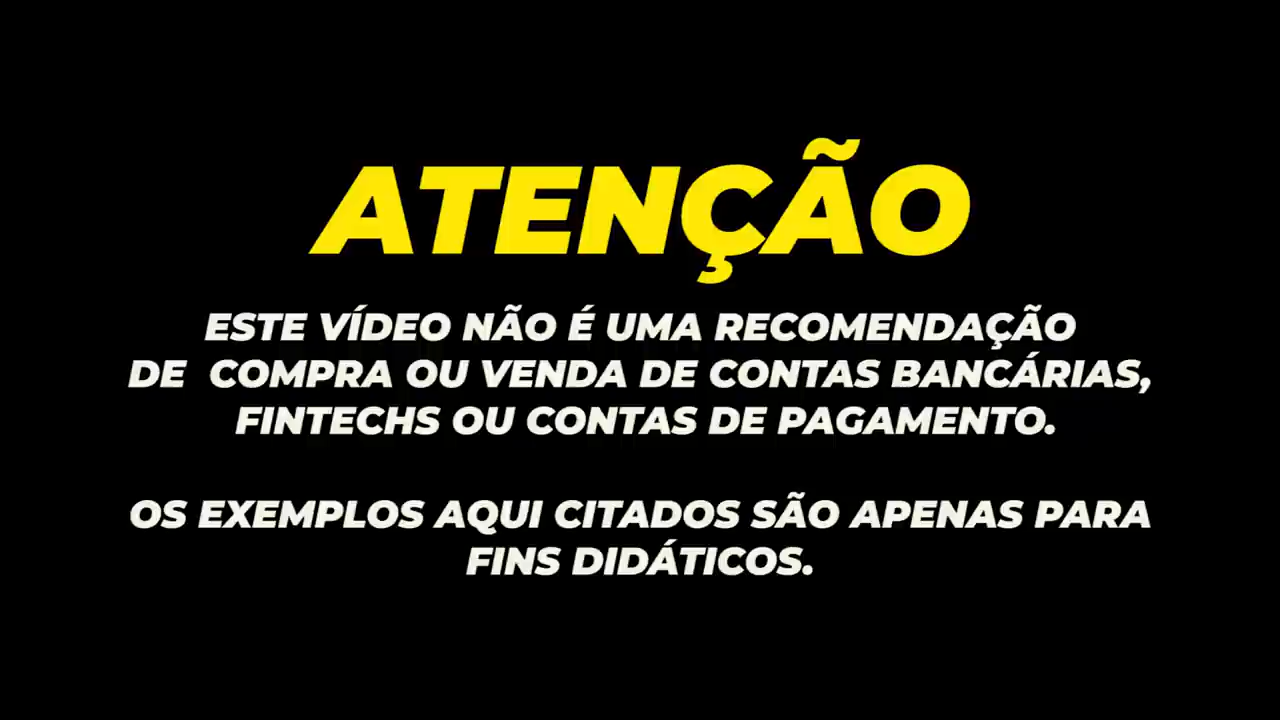 ATENÇÃO
ESTE VÍDEO NÃO É UMA RECOMENDAÇÃO
DE COMPRA OU VENDA DE CONTAS BANCÁRIAS,
FINTECHS OU CONTAS DE PAGAMENTO.
OS EXEMPLOS AQUI CITADOS SÃO APENAS PARA
FINS DIDÁTICOS.